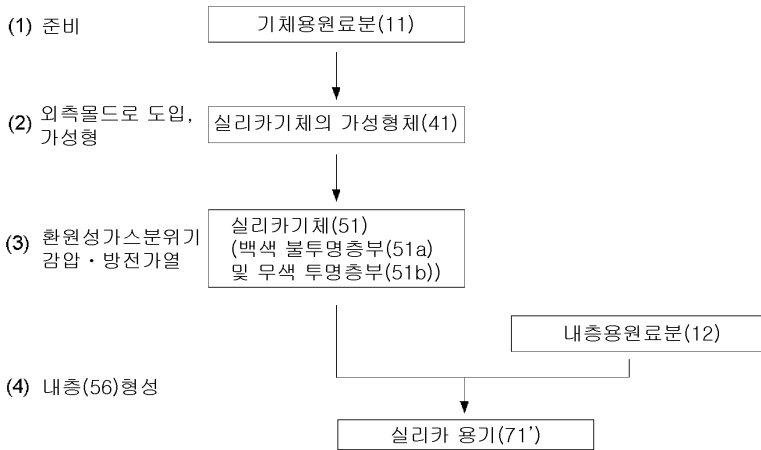 (1) 준비
기체용원료분(11)
(2) 외측몰드로 도입,
가성형
실리카기체의 가성형체(41)
(3) 환원성가스분위기
감압・방전가열
실리카기체(51)
(백색 불투명층부(51a)
및 무색 투명층부(51b))
내층용원료분(12)
(4) 내층(56)형성
실리카 용기(71’)